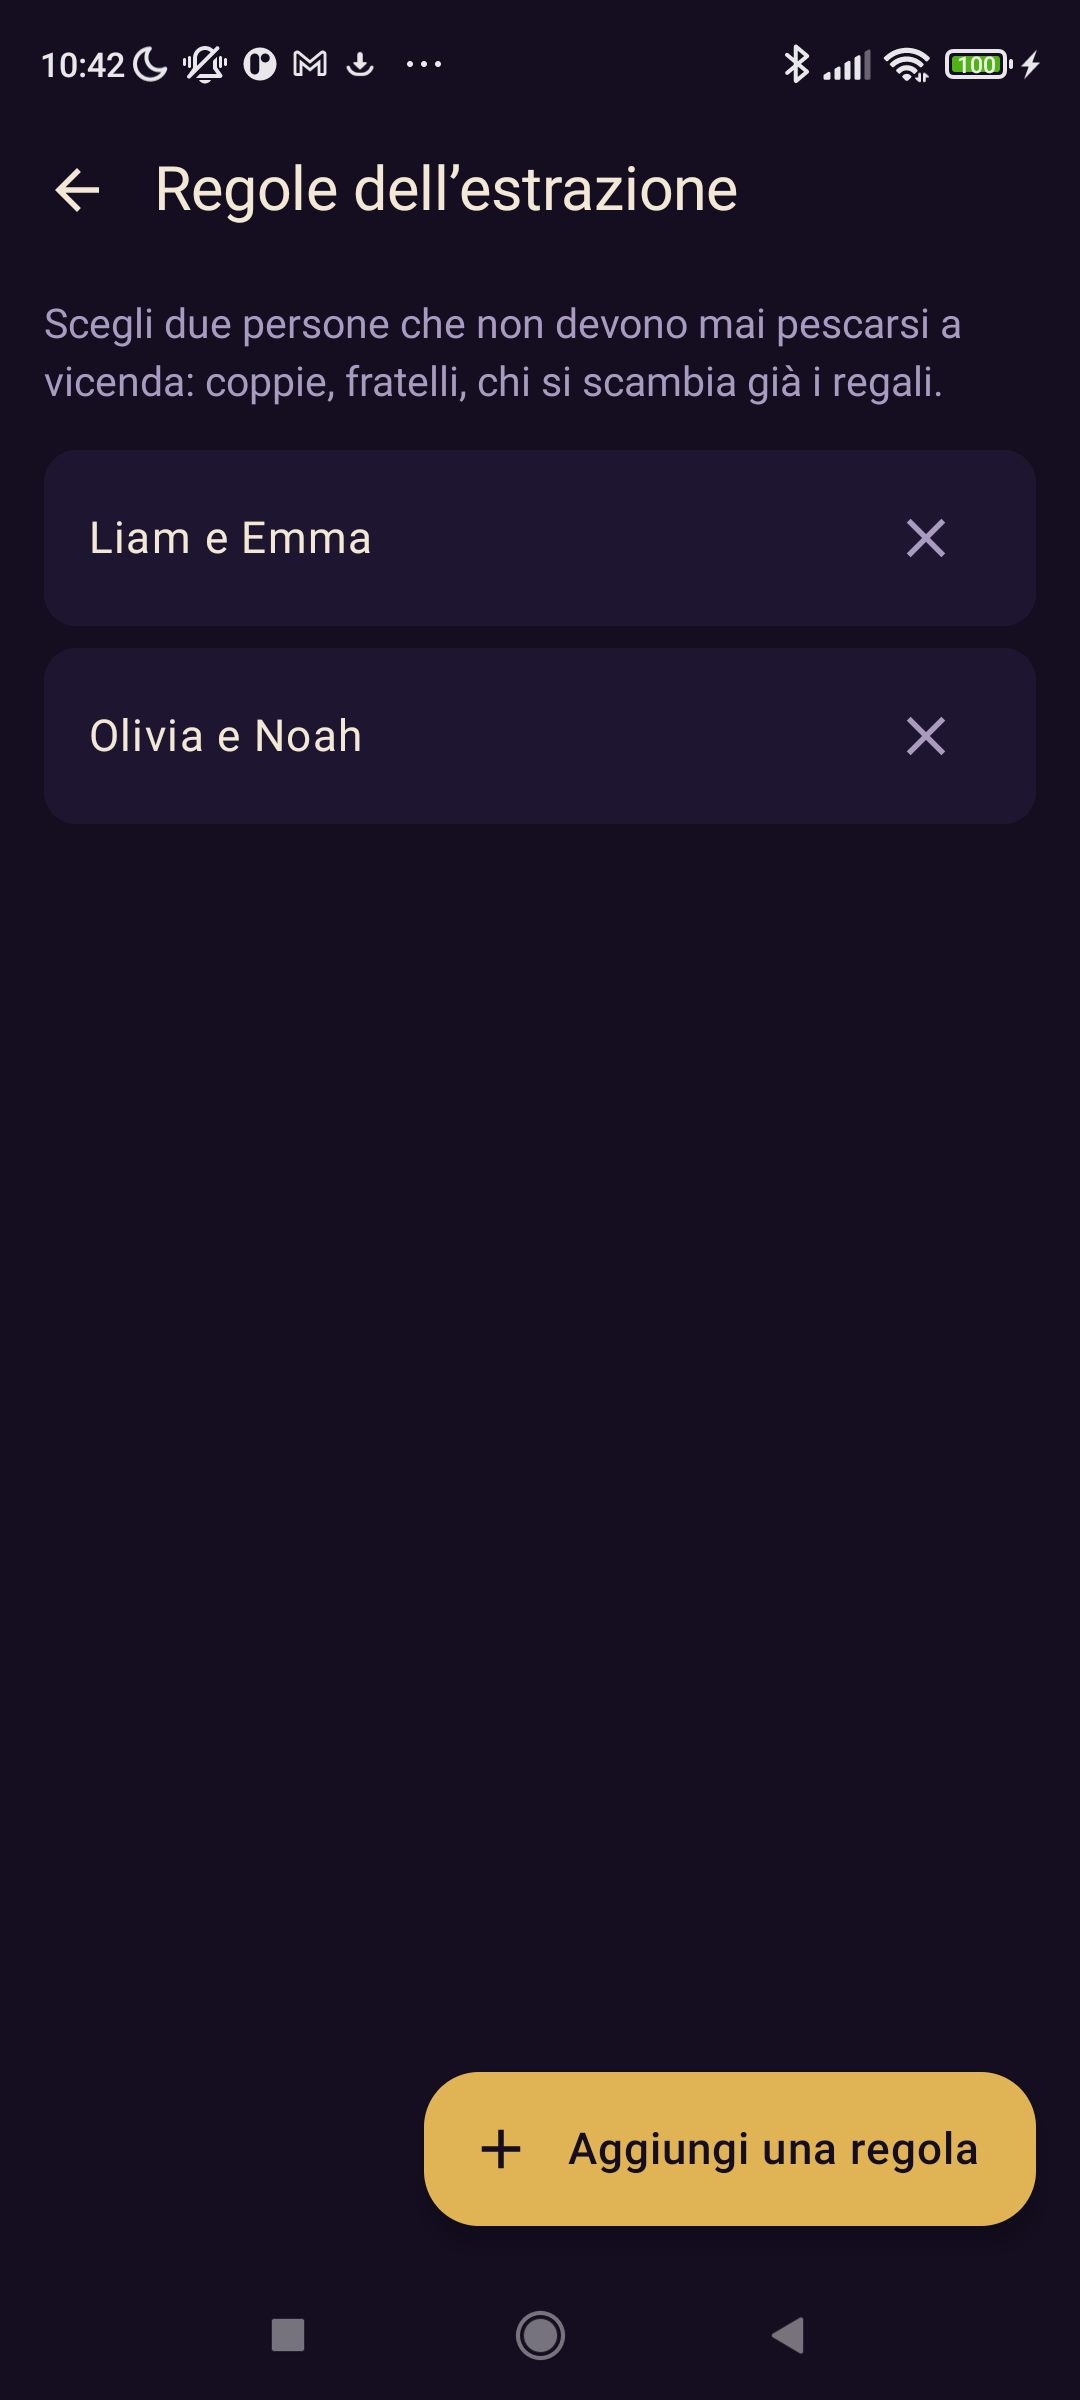 10:42
100
Regole dell’estrazione
Scegli due persone che non devono mai pescarsi a
vicenda: coppie, fratelli, chi si scambia già i regali.
Liam e Emma
Olivia e Noah
Aggiungi una regola